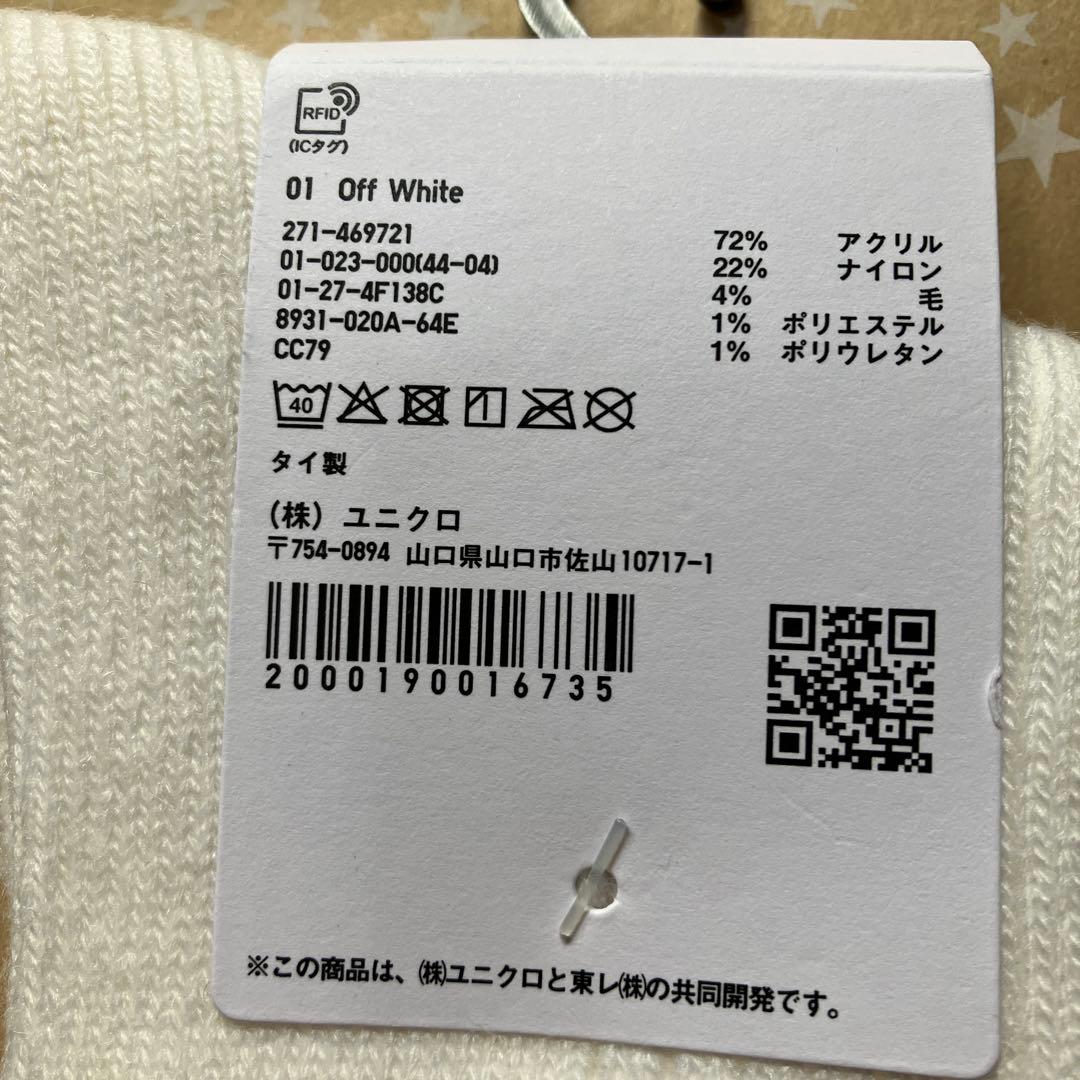 RFID
(ICタグ)
01 Off White
271-469721
01-023-000(44-04)
01-27-4F138C
8931-020A-64E
CC79
72% アクリル
22% ナイロン
4% 毛
1% ポリエステル
1% ポリウレタン
40
タイ製
(株) ユニクロ
〒754-0894 山口県山口市佐山10717-1
2000190016735
※この商品は、㈱ユニクロと東レ㈱の共同開発です。